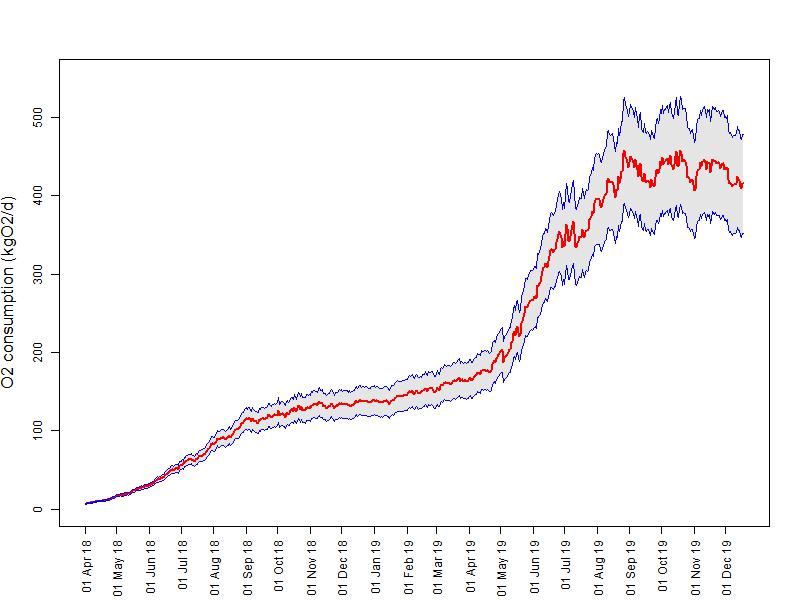 O2 consumption (kgO2/d)
500
400
300
200
100
0
01 Apr 18
01 May 18
01 Jun 18
01 Jul 18
01 Aug 18
01 Sep 18
01 Oct 18
01 Nov 18
01 Dec 18
01 Jan 19
01 Feb 19
01 Mar 19
01 Apr 19
01 May 19
01 Jun 19
01 Jul 19
01 Aug 19
01 Sep 19
01 Oct 19
01 Nov 19
01 Dec 19